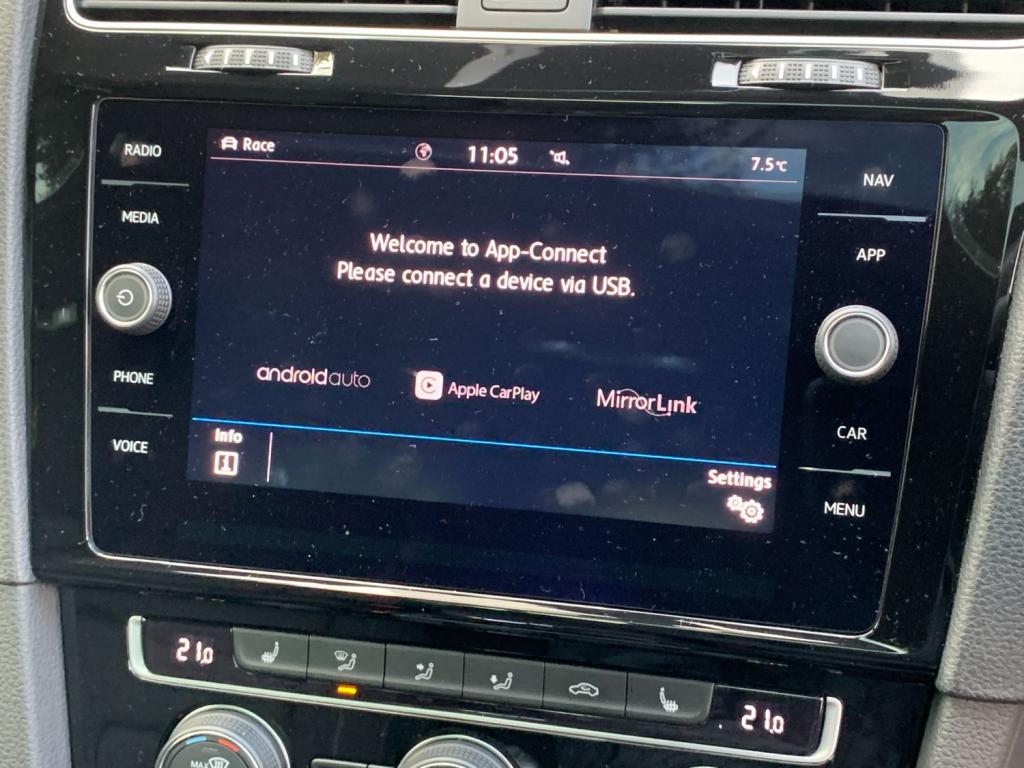 RADIO
MEDIA
PHONE
VOICE
Race
11:05
7.5°C
Welcome to App-Connect
Please connect a device via USB.
androidauto
Apple CarPlay
MirrorLink
Info
i
Settings
NAV
APP
CAR
MENU
21.0
21.0
MAX